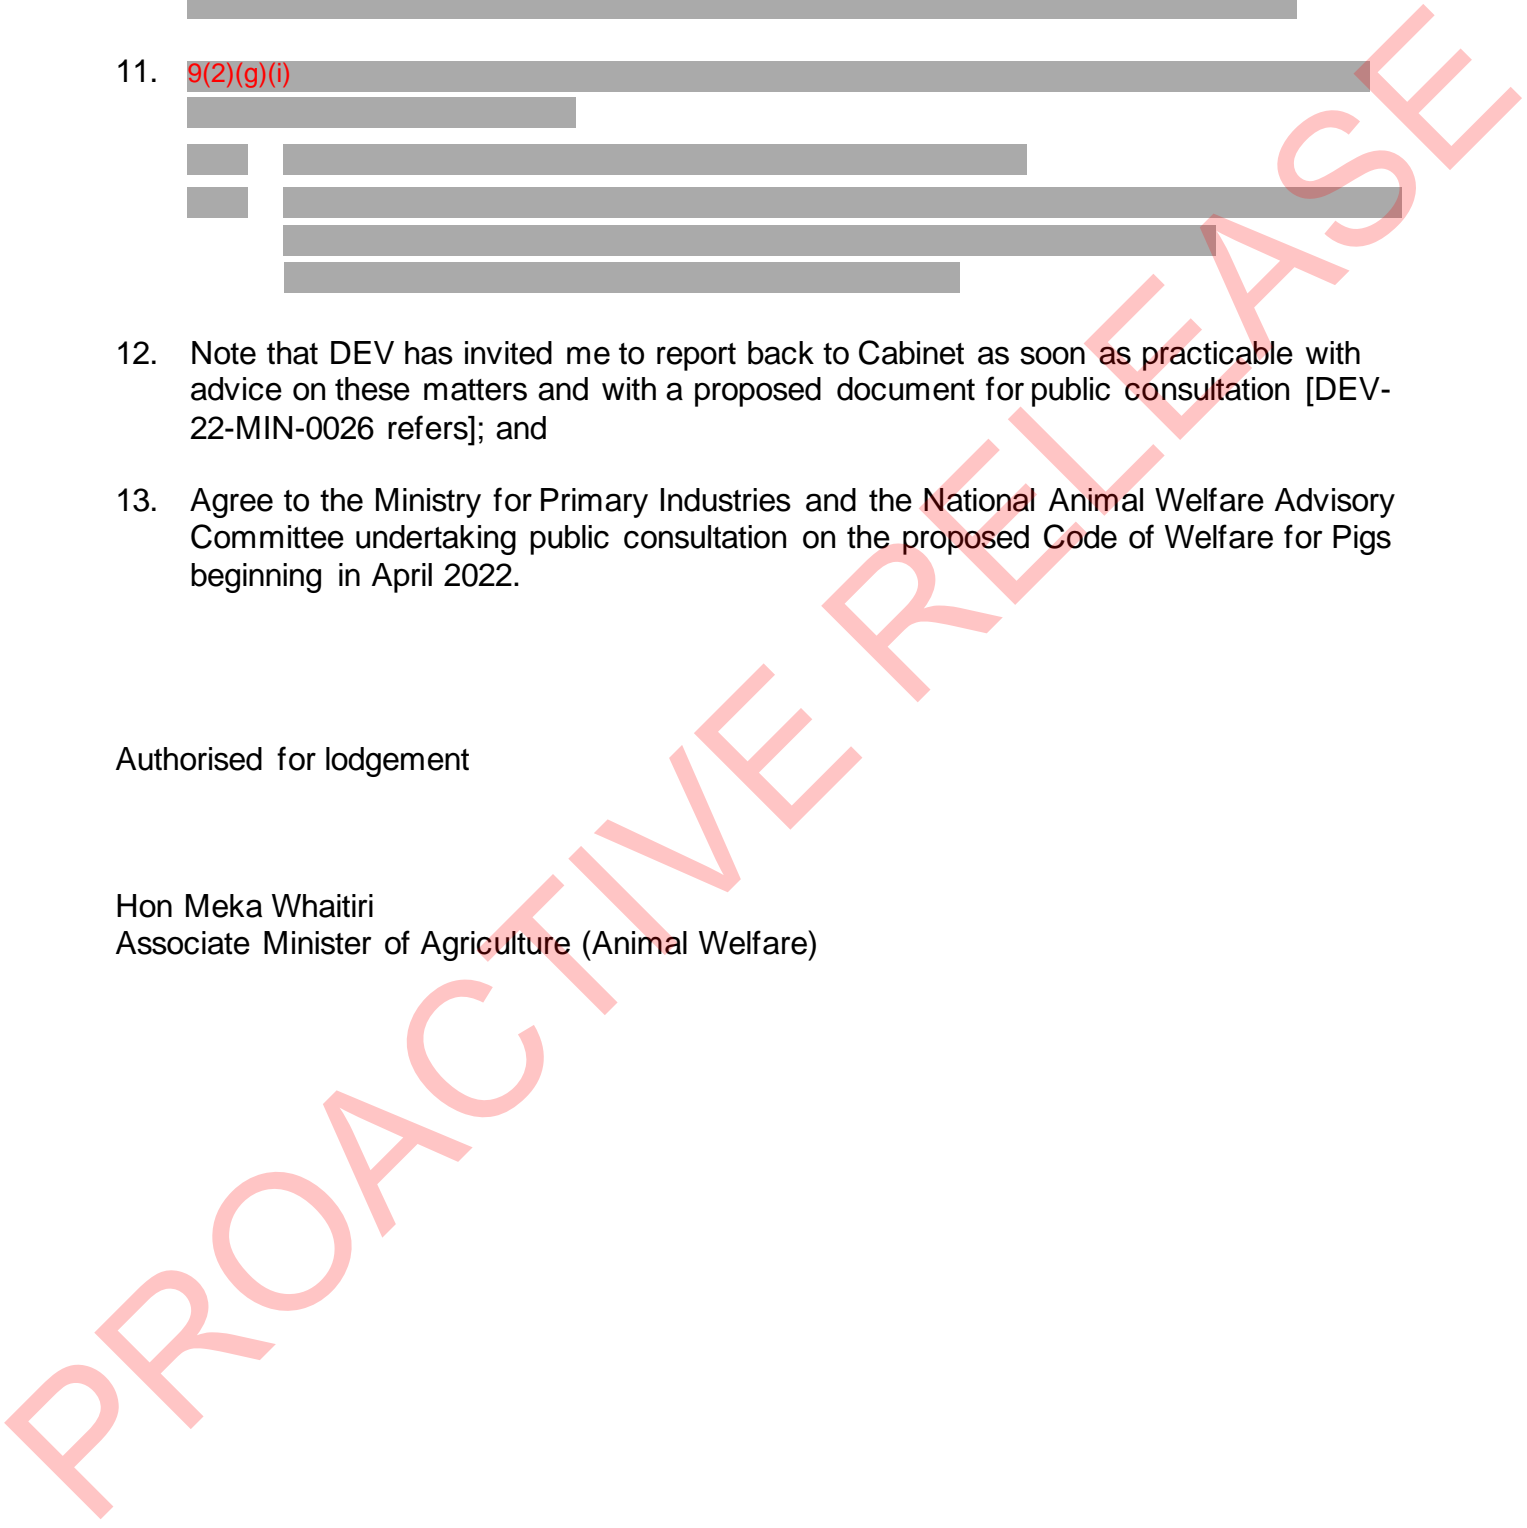 11. 9(2)(g)(i)
12. Note that DEV has invited me to report back to Cabinet as soon as practicable with
advice on these matters and with a proposed document for public consultation [DEV-
22-MIN-0026 refers]; and
13. Agree to the Ministry for Primary Industries and the National Animal Welfare Advisory
Committee undertaking public consultation on the proposed Code of Welfare for Pigs
beginning in April 2022.
Authorised for lodgement
Hon Meka Whaitiri
Associate Minister of Agriculture (Animal Welfare)
PROACTIVE RELEASE